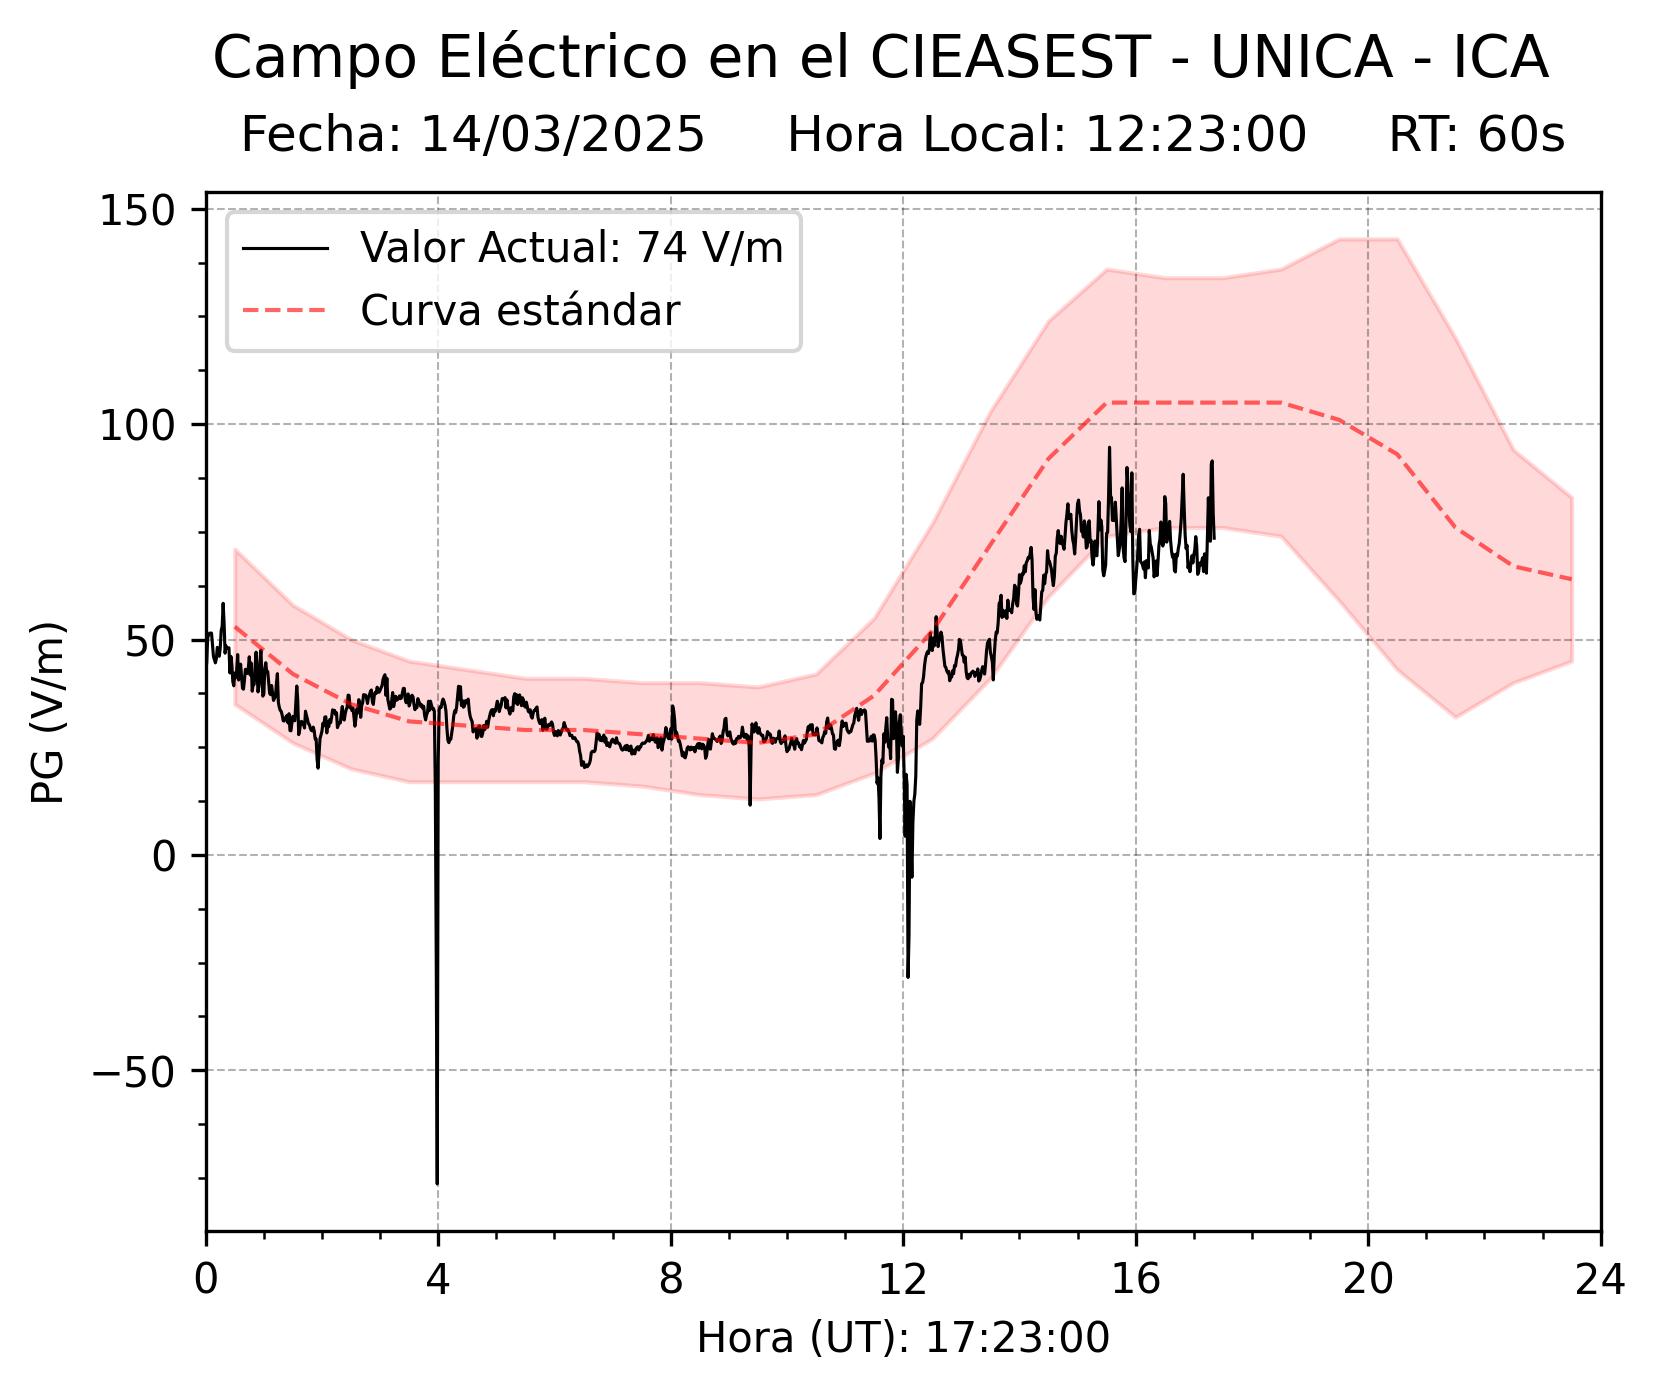 Campo Eléctrico en el CIEASEST - UNICA - ICA
Fecha: 14/03/2025 Hora Local: 12:23:00 RT: 60s
Valor Actual: 74 V/m
Curva estándar
150
100
50
0
−50
PG (V/m)
0 4 8 12 16 20 24
Hora (UT): 17:23:00